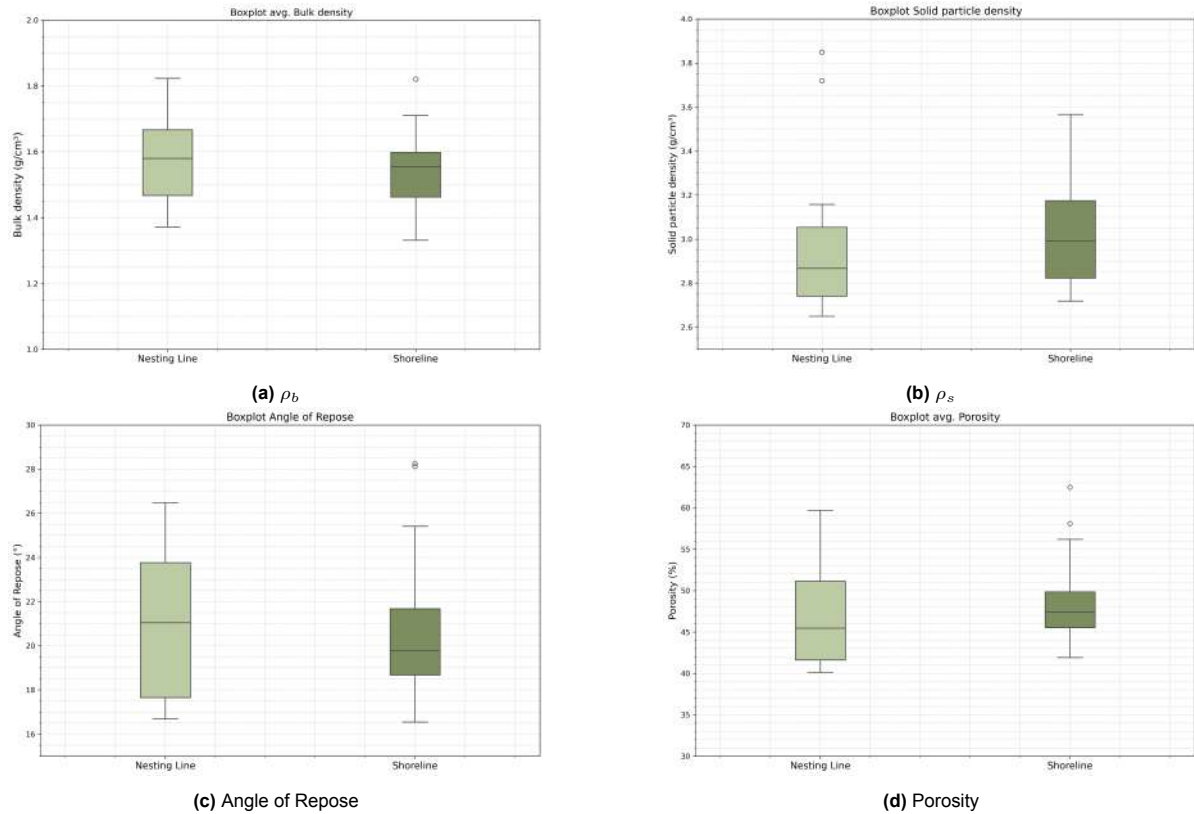 Boxplot avg. Bulk density
2.0
1.8
1.6
1.4
1.2
1.0
Bulk density (g/cm³)
Nesting Line
Shoreline
(a) ρb
Boxplot Solid particle density
4.0
3.8
3.6
3.4
3.2
3.0
2.8
2.6
Solid particle density (g/cm³)
Nesting Line
Shoreline
(b) ρs
Boxplot Angle of Repose
30
28
26
24
22
20
18
16
Angle of Repose (°)
Nesting Line
Shoreline
(c) Angle of Repose
Boxplot avg. Porosity
70
65
60
55
50
45
40
35
30
Porosity (%)
Nesting Line
Shoreline
(d) Porosity